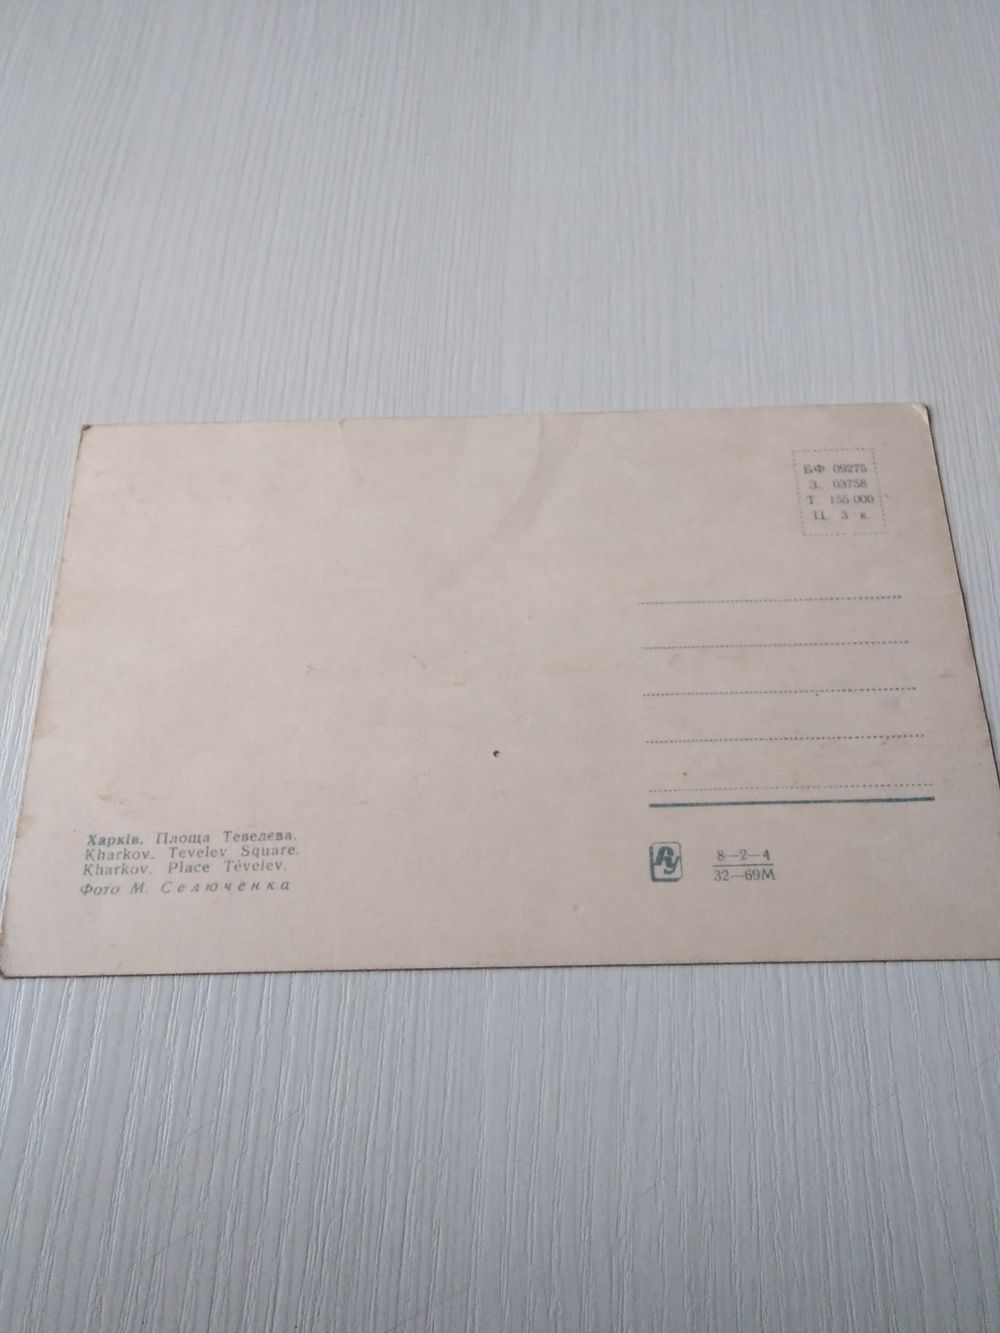 БФ 09275
З. 03758
Т. 155 000
Ц. 3 к.
Харків. Площа Тевелєва.
Kharkov. Tevelev Square.
Kharkov. Place Tévelev.
Фото М. Селюченка
8—2—4
32—69М